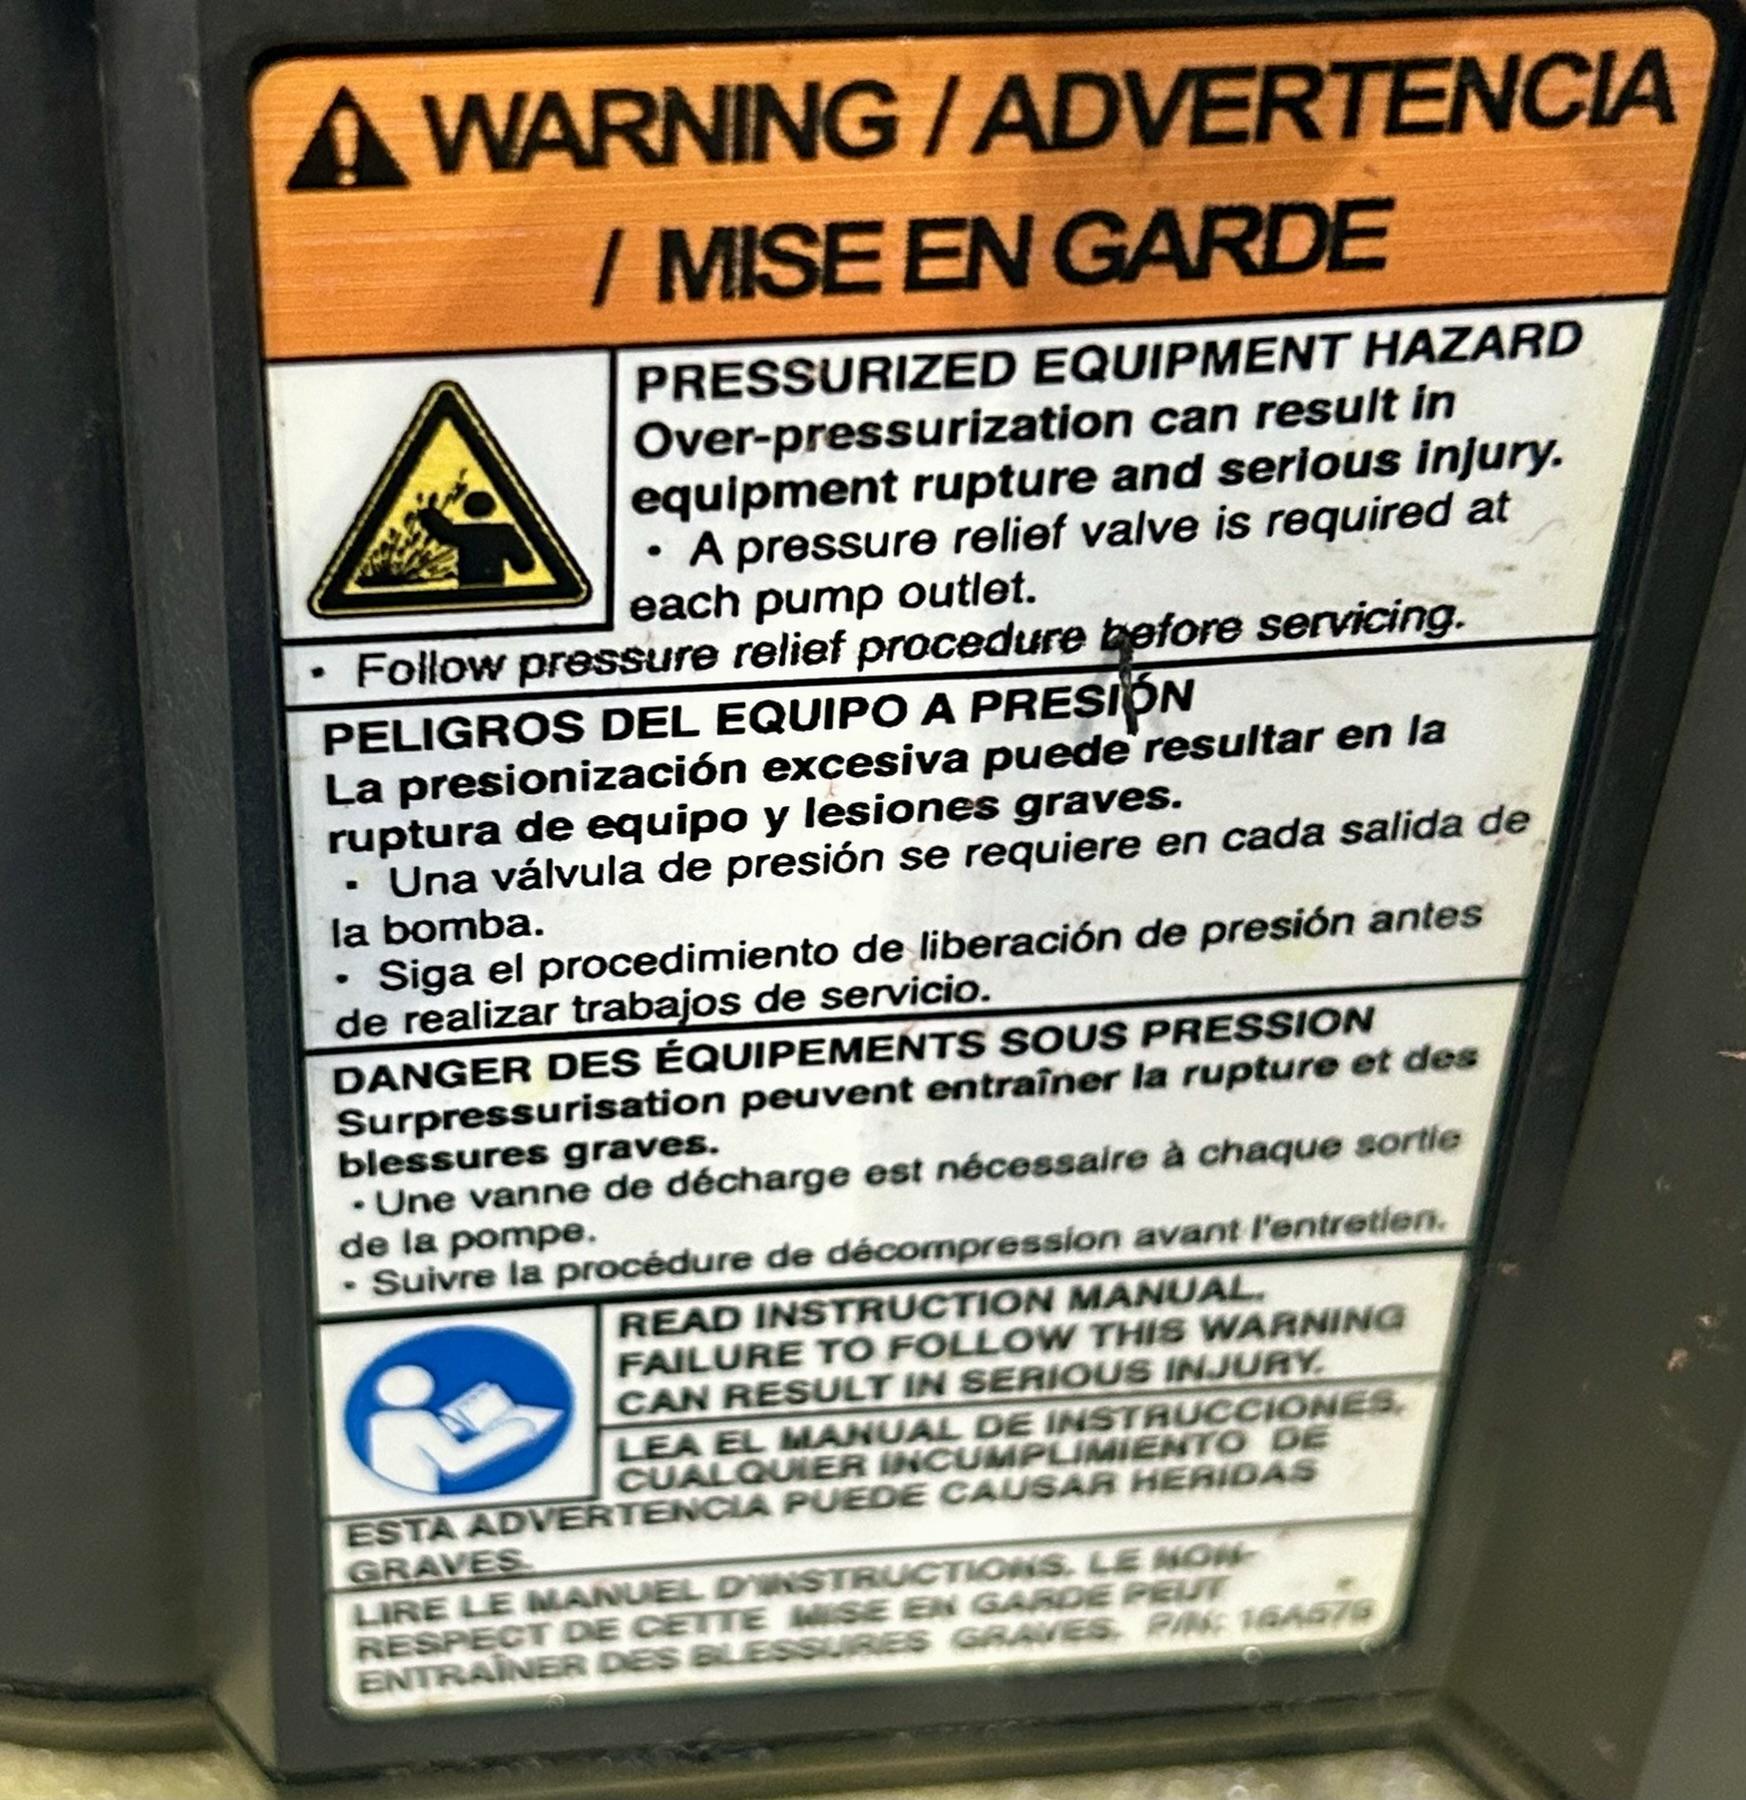 WARNING / ADVERTENCIA
/ MISE EN GARDE
PRESSURIZED EQUIPMENT HAZARD
Over-pressurization can result in
equipment rupture and serious injury.
• A pressure relief valve is required at
each pump outlet.
• Follow pressure relief procedure before servicing.
PELIGROS DEL EQUIPO A PRESIÓN
La presionización excesiva puede resultar en la
ruptura de equipo y lesiones graves.
• Una válvula de presión se requiere en cada salida de
la bomba.
• Siga el procedimiento de liberación de presión antes
de realizar trabajos de servicio.
DANGER DES ÉQUIPEMENTS SOUS PRESSION
Surpressurisation peuvent entraîner la rupture et des
blessures graves.
• Une vanne de décharge est nécessaire à chaque sortie
de la pompe.
• Suivre la procédure de décompression avant l'entretien.
READ INSTRUCTION MANUAL.
FAILURE TO FOLLOW THIS WARNING
CAN RESULT IN SERIOUS INJURY.
LEA EL MANUAL DE INSTRUCCIONES.
CUALQUIER INCUMPLIMIENTO DE
ESTA ADVERTENCIA PUEDE CAUSAR HERIDAS
GRAVES.
LIRE LE MANUEL D'INSTRUCTIONS. LE NON-
RESPECT DE CETTE MISE EN GARDE PEUT
ENTRAÎNER DES BLESSURES GRAVES. P/N: